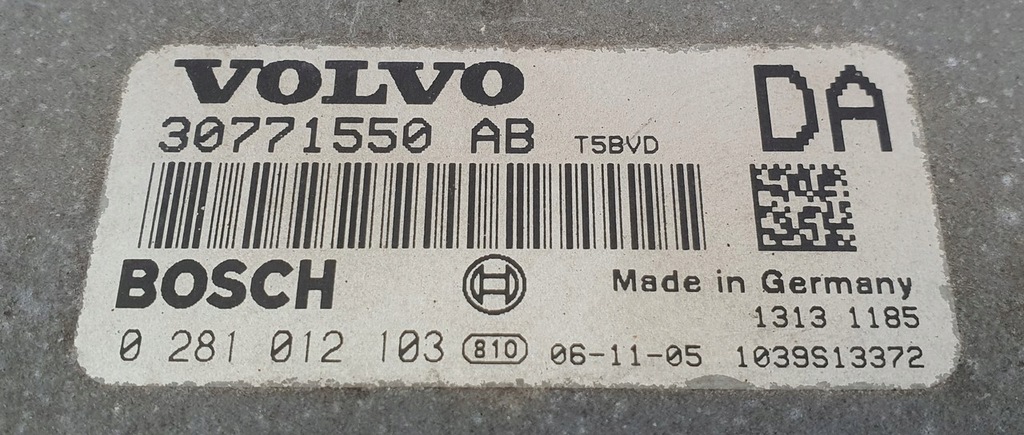 VOLVO
30771550 AB T5BVD
DA
BOSCH
Made in Germany
1313 1185
0 281 012 103 810 06-11-05 1039S13372